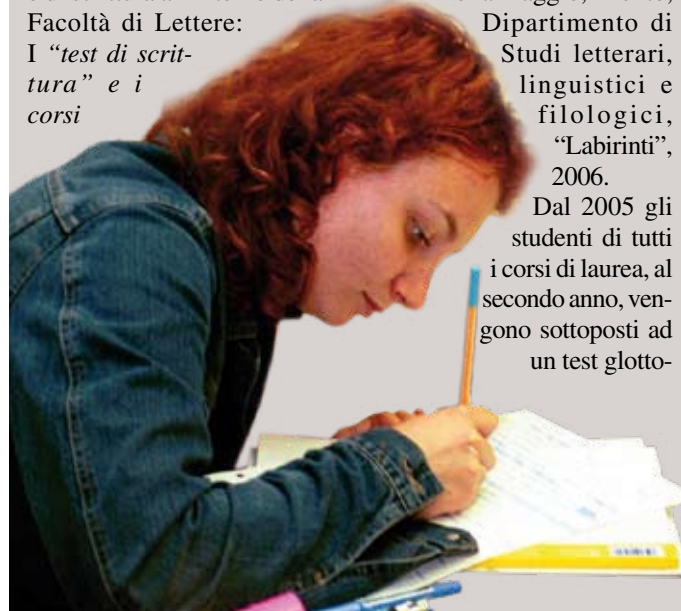 Facoltà di Lettere:
I “test di scrit-
tura” e i
corsi
Dipartimento di
Studi letterari,
linguistici e
filologici,
“Labirinti”,
2006.
Dal 2005 gli
studenti di tutti
i corsi di laurea, al
secondo anno, ven-
gono sottoposti ad
un test glotto-